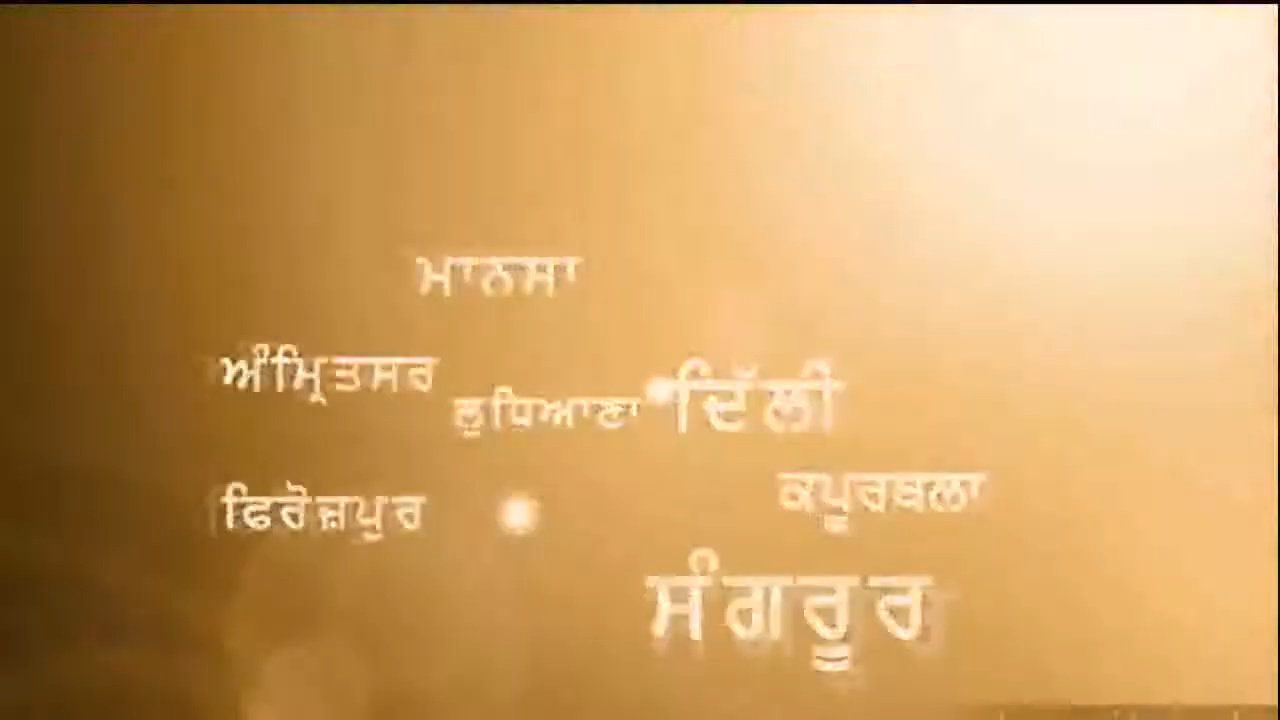 ਮਾਨਸਾ
ਅੰਮ੍ਰਿਤਸਰ
ਲੁਧਿਆਣਾ
ਦਿੱਲੀ
ਫਿਰੋਜ਼ਪੁਰ
ਕਪੂਰਥਲਾ
ਸੰਗਰੂਰ